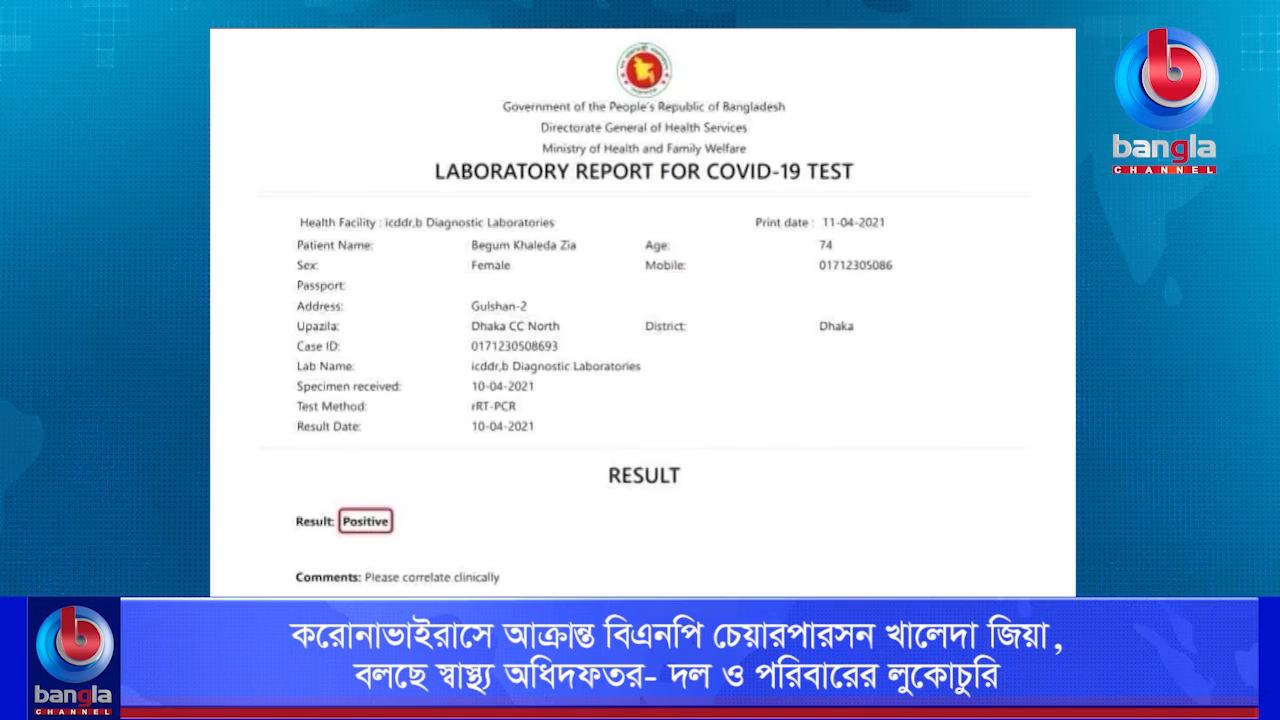 Government of the People's Republic of Bangladesh
Directorate General of Health Services
Ministry of Health and Family Welfare
LABORATORY REPORT FOR COVID-19 TEST
Health Facility : icddr,b Diagnostic Laboratories Print date : 11-04-2021
Patient Name: Begum Khaleda Zia Age: 74
Sex: Female Mobile: 01712305086
Passport:
Address: Gulshan-2
Upazila: Dhaka CC North District: Dhaka
Case ID: 0171230508693
Lab Name: icddr,b Diagnostic Laboratories
Specimen received: 10-04-2021
Test Method: rRT-PCR
Result Date: 10-04-2021
RESULT
Result: Positive
Comments: Please correlate clinically
bangla
CHANNEL
করোনাভাইরাসে আক্রান্ত বিএনপি চেয়ারপারসন খালেদা জিয়া,
বলছে স্বাস্থ্য অধিদফতর- দল ও পরিবারের লুকোচুরি
bangla
CHANNEL